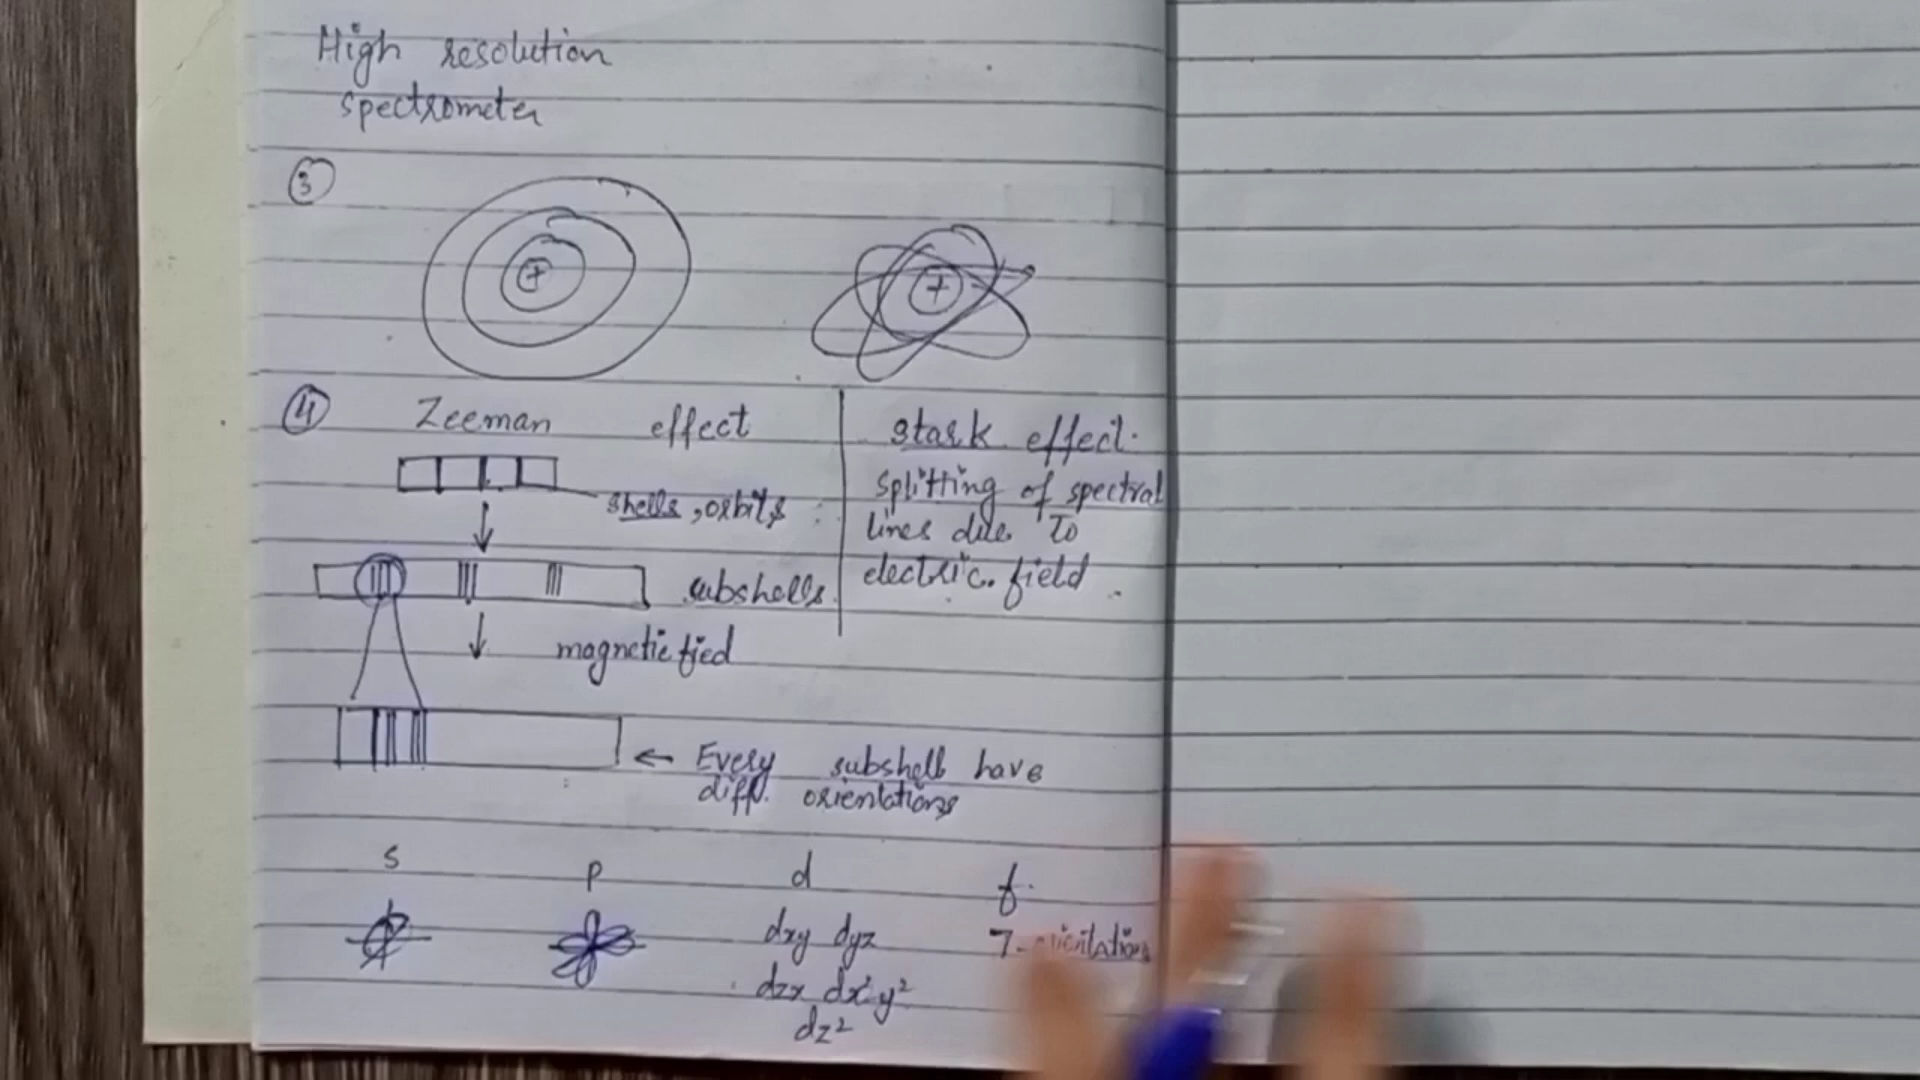 High resolution
spectrometer
3
+
+
4 Zeeman effect
shells, orbits
subshells
magnetic fied
← Every subshell have
diff. orientations
stark effect.
splitting of spectral
lines due to
electric. field
s p d f
dxy dyz
dzx dx²y²
dz²
7-orientations